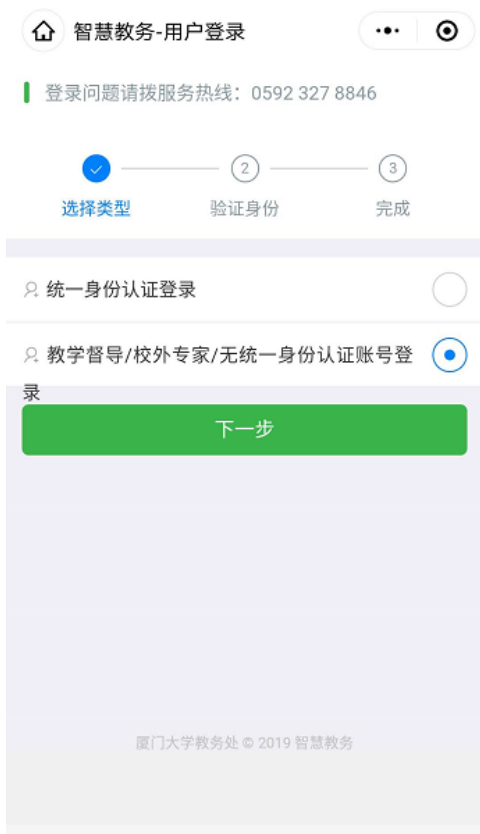 智慧教务-用户登录
登录问题请拨服务热线：0592 327 8846
2
3
选择类型
验证身份
完成
统一身份认证登录
教学督导/校外专家/无统一身份认证账号登
录
下一步
厦门大学教务处 © 2019 智慧教务